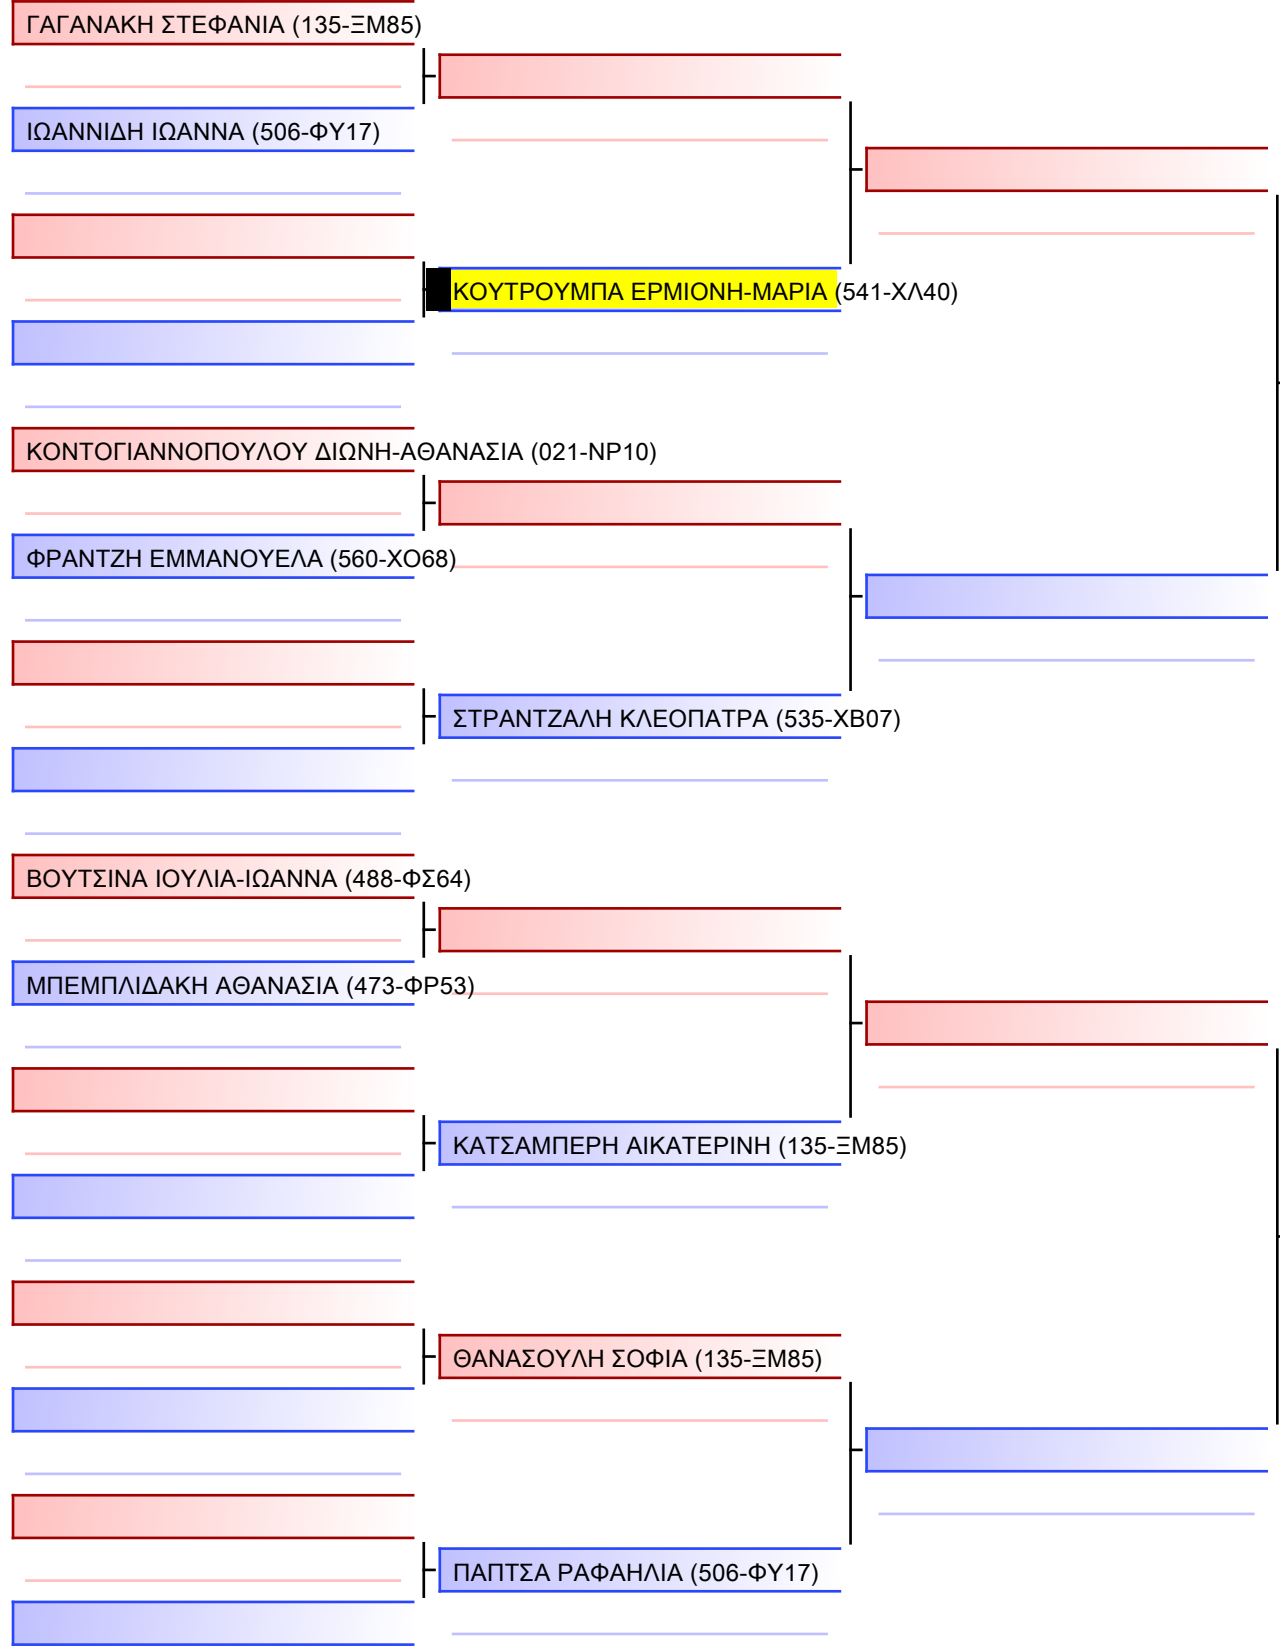 ΓΑΓΑΝΑΚΗ ΣΤΕΦΑΝΙΑ (135-ΞΜ85)
ΙΩΑΝΝΙΔΗ ΙΩΑΝΝΑ (506-ΦΥ17)
ΚΟΥΤΡΟΥΜΠΑ ΕΡΜΙΟΝΗ-ΜΑΡΙΑ (541-ΧΛ40)
ΚΟΝΤΟΓΙΑΝΝΟΠΟΥΛΟΥ ΔΙΩΝΗ-ΑΘΑΝΑΣΙΑ (021-ΝΡ10)
ΦΡΑΝΤΖΗ ΕΜΜΑΝΟΥΕΛΑ (560-ΧΟ68)
ΣΤΡΑΝΤΖΑΛΗ ΚΛΕΟΠΑΤΡΑ (535-ΧΒ07)
ΒΟΥΤΣΙΝΑ ΙΟΥΛΙΑ-ΙΩΑΝΝΑ (488-ΦΣ64)
ΜΠΕΜΠΛΙΔΑΚΗ ΑΘΑΝΑΣΙΑ (473-ΦΡ53)
ΚΑΤΣΑΜΠΕΡΗ ΑΙΚΑΤΕΡΙΝΗ (135-ΞΜ85)
ΘΑΝΑΣΟΥΛΗ ΣΟΦΙΑ (135-ΞΜ85)
ΠΑΠΤΣΑ ΡΑΦΑΗΛΙΑ (506-ΦΥ17)